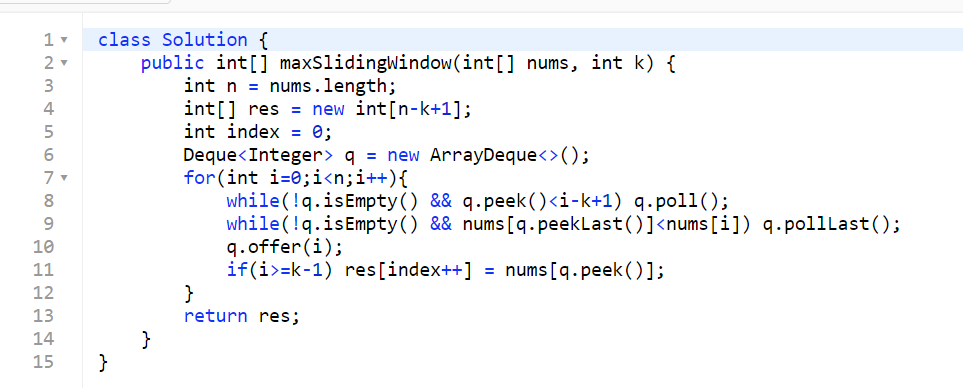 1 class Solution {
2     public int[] maxSlidingWindow(int[] nums, int k) {
3         int n = nums.length;
4         int[] res = new int[n-k+1];
5         int index = 0;
6         Deque<Integer> q = new ArrayDeque<>();
7         for(int i=0;i<n;i++){
8             while(!q.isEmpty() && q.peek()<i-k+1) q.poll();
9             while(!q.isEmpty() && nums[q.peekLast()]<nums[i]) q.pollLast();
10             q.offer(i);
11             if(i>=k-1) res[index++] = nums[q.peek()];
12         }
13         return res;
14     }
15 }